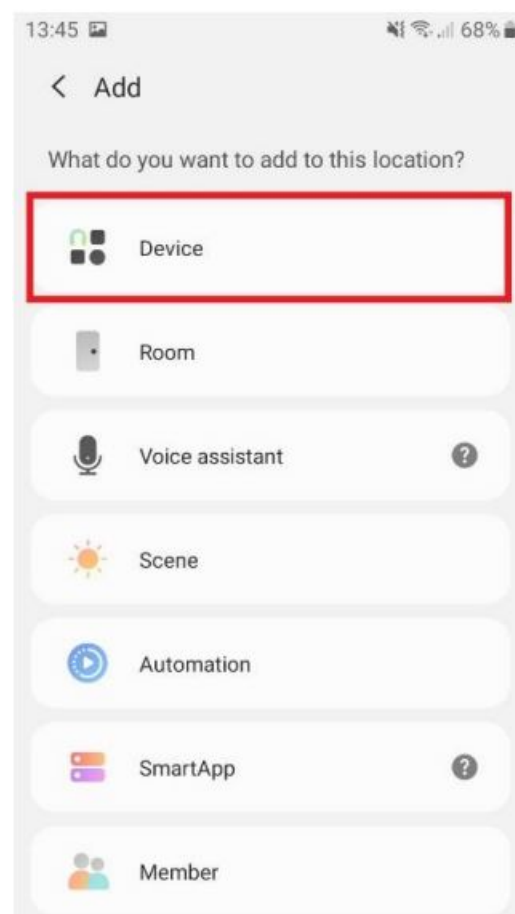 13:45 68%
Add
What do you want to add to this location?
Device
Room
Voice assistant
Scene
Automation
SmartApp
Member